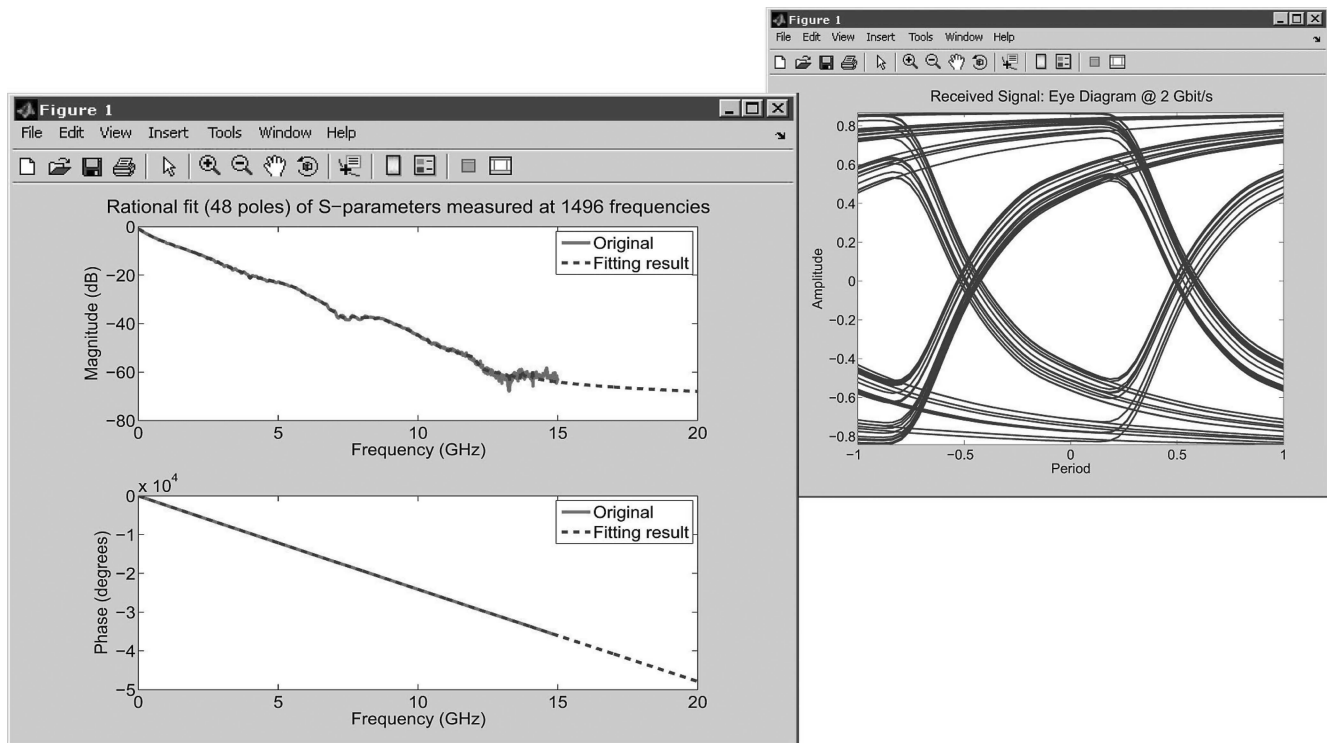 Figure 1
File Edit View Insert Tools Window Help
Rational fit (48 poles) of S−parameters measured at 1496 frequencies
Magnitude (dB)
0
−20
−40
−60
−80
Original
Fitting result
0 5 10 15 20
Frequency (GHz)
x 10^4
Phase (degrees)
0
−1
−2
−3
−4
−5
Original
Fitting result
0 5 10 15 20
Frequency (GHz)
Figure 1
File Edit View Insert Tools Window Help
Received Signal: Eye Diagram @ 2 Gbit/s
Amplitude
0.8
0.6
0.4
0.2
0
−0.2
−0.4
−0.6
−0.8
−1 −0.5 0 0.5 1
Period